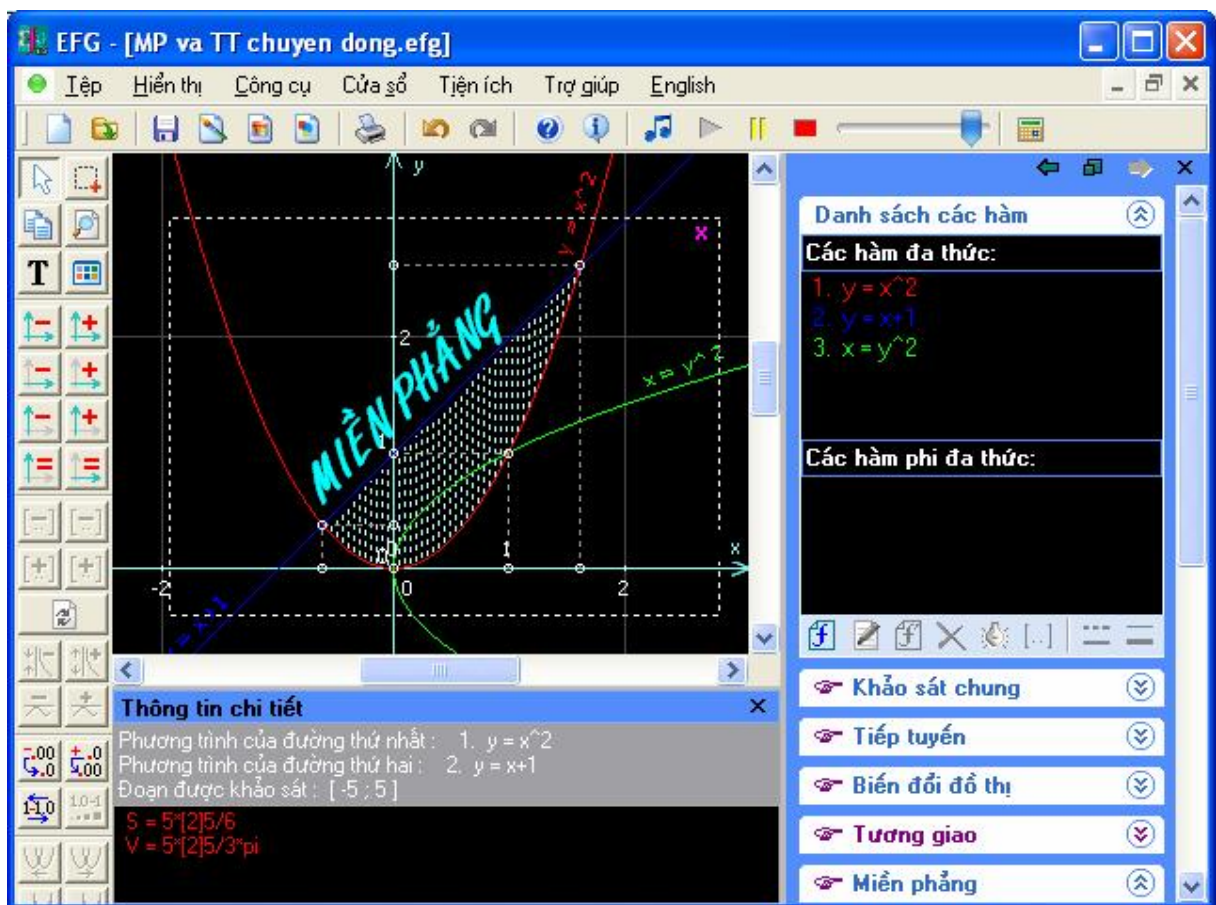 EFG - [MP va TT chuyen dong.efg]
Tệp Hiển thị Công cụ Cửa sổ Tiện ích Trợ giúp English
T
y
y = x^2
x
2
MIỀN PHẲNG
x = y^2
1
1
x
-2
0
2
= x+1
Danh sách các hàm
Các hàm đa thức:
1. y = x^2
2. y = x+1
3. x = y^2
Các hàm phi đa thức:
Khảo sát chung
Tiếp tuyến
Biến đổi đồ thị
Tương giao
Miền phẳng
Thông tin chi tiết
Phương trình của đường thứ nhất : 1. y = x^2
Phương trình của đường thứ hai : 2. y = x+1
Đoạn được khảo sát : [ -5 ; 5 ]
S = 5*[2]5/6
V = 5*[2]5/3*pi